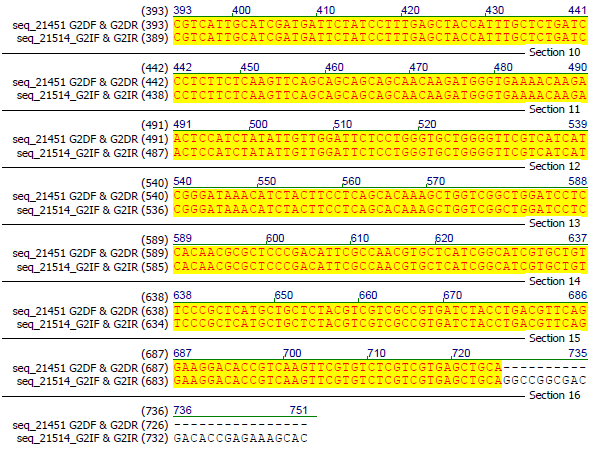 (393) 393 400 410 420 430 441
seq_21451 G2DF & G2DR (393) CGTCATTGCATCGATGATTCTATCCTTTGAGCTACCATTTGCTCTGATC
seq_21514_G2IF & G2IR (389) CGTCATTGCATCGATGATTCTATCCTTTGAGCTACCATTTGCTCTGATC
Section 10
(442) 442 450 460 470 480 490
seq_21451 G2DF & G2DR (442) CCTCTTCTCAAGTTCAGCAGCAGCAGCAACAAGATGGGTGAAAACAAGA
seq_21514_G2IF & G2IR (438) CCTCTTCTCAAGTTCAGCAGCAGCAGCAACAAGATGGGTGAAAACAAGA
Section 11
(491) 491 500 510 520 539
seq_21451 G2DF & G2DR (491) ACTCCATCTATATTGTTGGATTCTCCTGGGTGCTGGGGTTCGTCATCAT
seq_21514_G2IF & G2IR (487) ACTCCATCTATATTGTTGGATTCTCCTGGGTGCTGGGGTTCGTCATCAT
Section 12
(540) 540 550 560 570 588
seq_21451 G2DF & G2DR (540) CGGGATAAACATCTACTTCCTCAGCACAAAGCTGGTCGGCTGGATCCTC
seq_21514_G2IF & G2IR (536) CGGGATAAACATCTACTTCCTCAGCACAAAGCTGGTCGGCTGGATCCTC
Section 13
(589) 589 600 610 620 637
seq_21451 G2DF & G2DR (589) CACAACGCGCTCCCGACATTCGCCAACGTGCTCATCGGCATCGTGCTGT
seq_21514_G2IF & G2IR (585) CACAACGCGCTCCCGACATTCGCCAACGTGCTCATCGGCATCGTGCTGT
Section 14
(638) 638 650 660 670 686
seq_21451 G2DF & G2DR (638) TCCCGCTCATGCTGCTCTACGTCGTCGCCGTGATCTACCTGACGTTCAG
seq_21514_G2IF & G2IR (634) TCCCGCTCATGCTGCTCTACGTCGTCGCCGTGATCTACCTGACGTTCAG
Section 15
(687) 687 700 710 720 735
seq_21451 G2DF & G2DR (687) GAAGGACACCGTCAAGTTCGTGTCTCGTCGTGAGCTGCA----------
seq_21514_G2IF & G2IR (683) GAAGGACACCGTCAAGTTCGTGTCTCGTCGTGAGCTGCAGGCCGGCGAC
Section 16
(736) 736 751
seq_21451 G2DF & G2DR (726) ----------------
seq_21514_G2IF & G2IR (732) GACACCGAGAAAGCAC